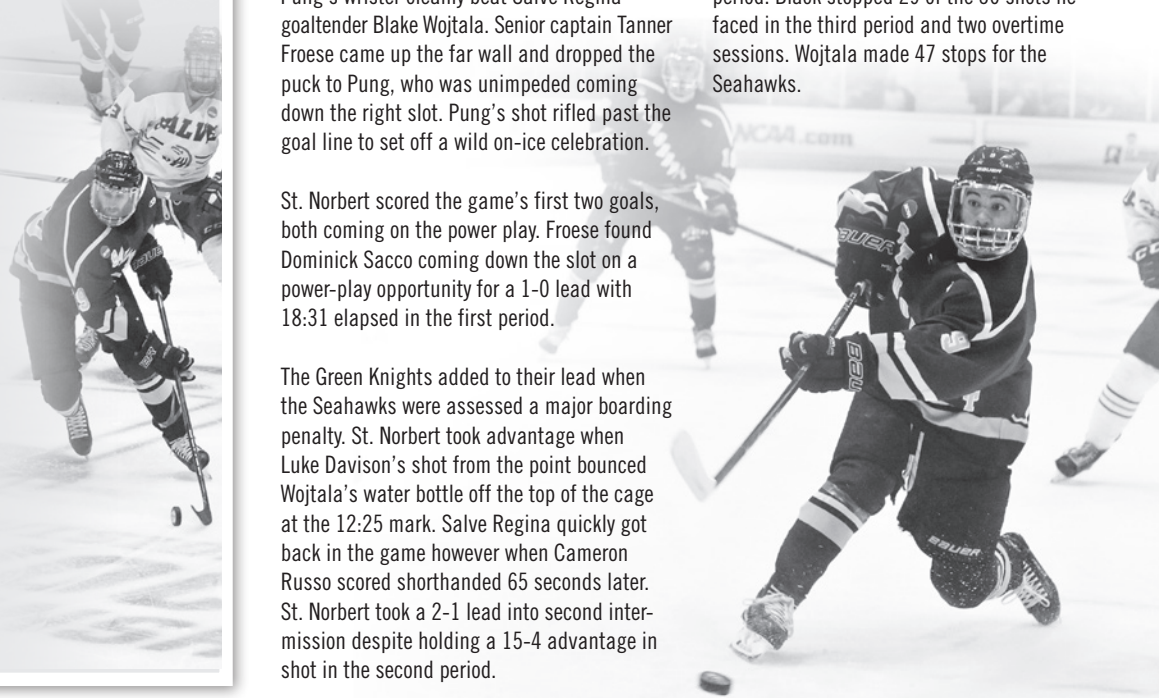 Pung's wrister cleanly beat Salve Regina
goaltender Blake Wojtala. Senior captain Tanner
Froese came up the far wall and dropped the
puck to Pung, who was unimpeded coming
down the right slot. Pung's shot rifled past the
goal line to set off a wild on-ice celebration.
St. Norbert scored the game's first two goals,
both coming on the power play. Froese found
Dominick Sacco coming down the slot on a
power-play opportunity for a 1-0 lead with
18:31 elapsed in the first period.
The Green Knights added to their lead when
the Seahawks were assessed a major boarding
penalty. St. Norbert took advantage when
Luke Davison's shot from the point bounced
Wojtala's water bottle off the top of the cage
at the 12:25 mark. Salve Regina quickly got
back in the game however when Cameron
Russo scored shorthanded 65 seconds later.
St. Norbert took a 2-1 lead into second inter-
mission despite holding a 15-4 advantage in
shot in the second period.
period. Black stopped 29 of the 30 shots he
faced in the third period and two overtime
sessions. Wojtala made 47 stops for the
Seahawks.
NCAA.com
BAUER
BAUER
BAUER